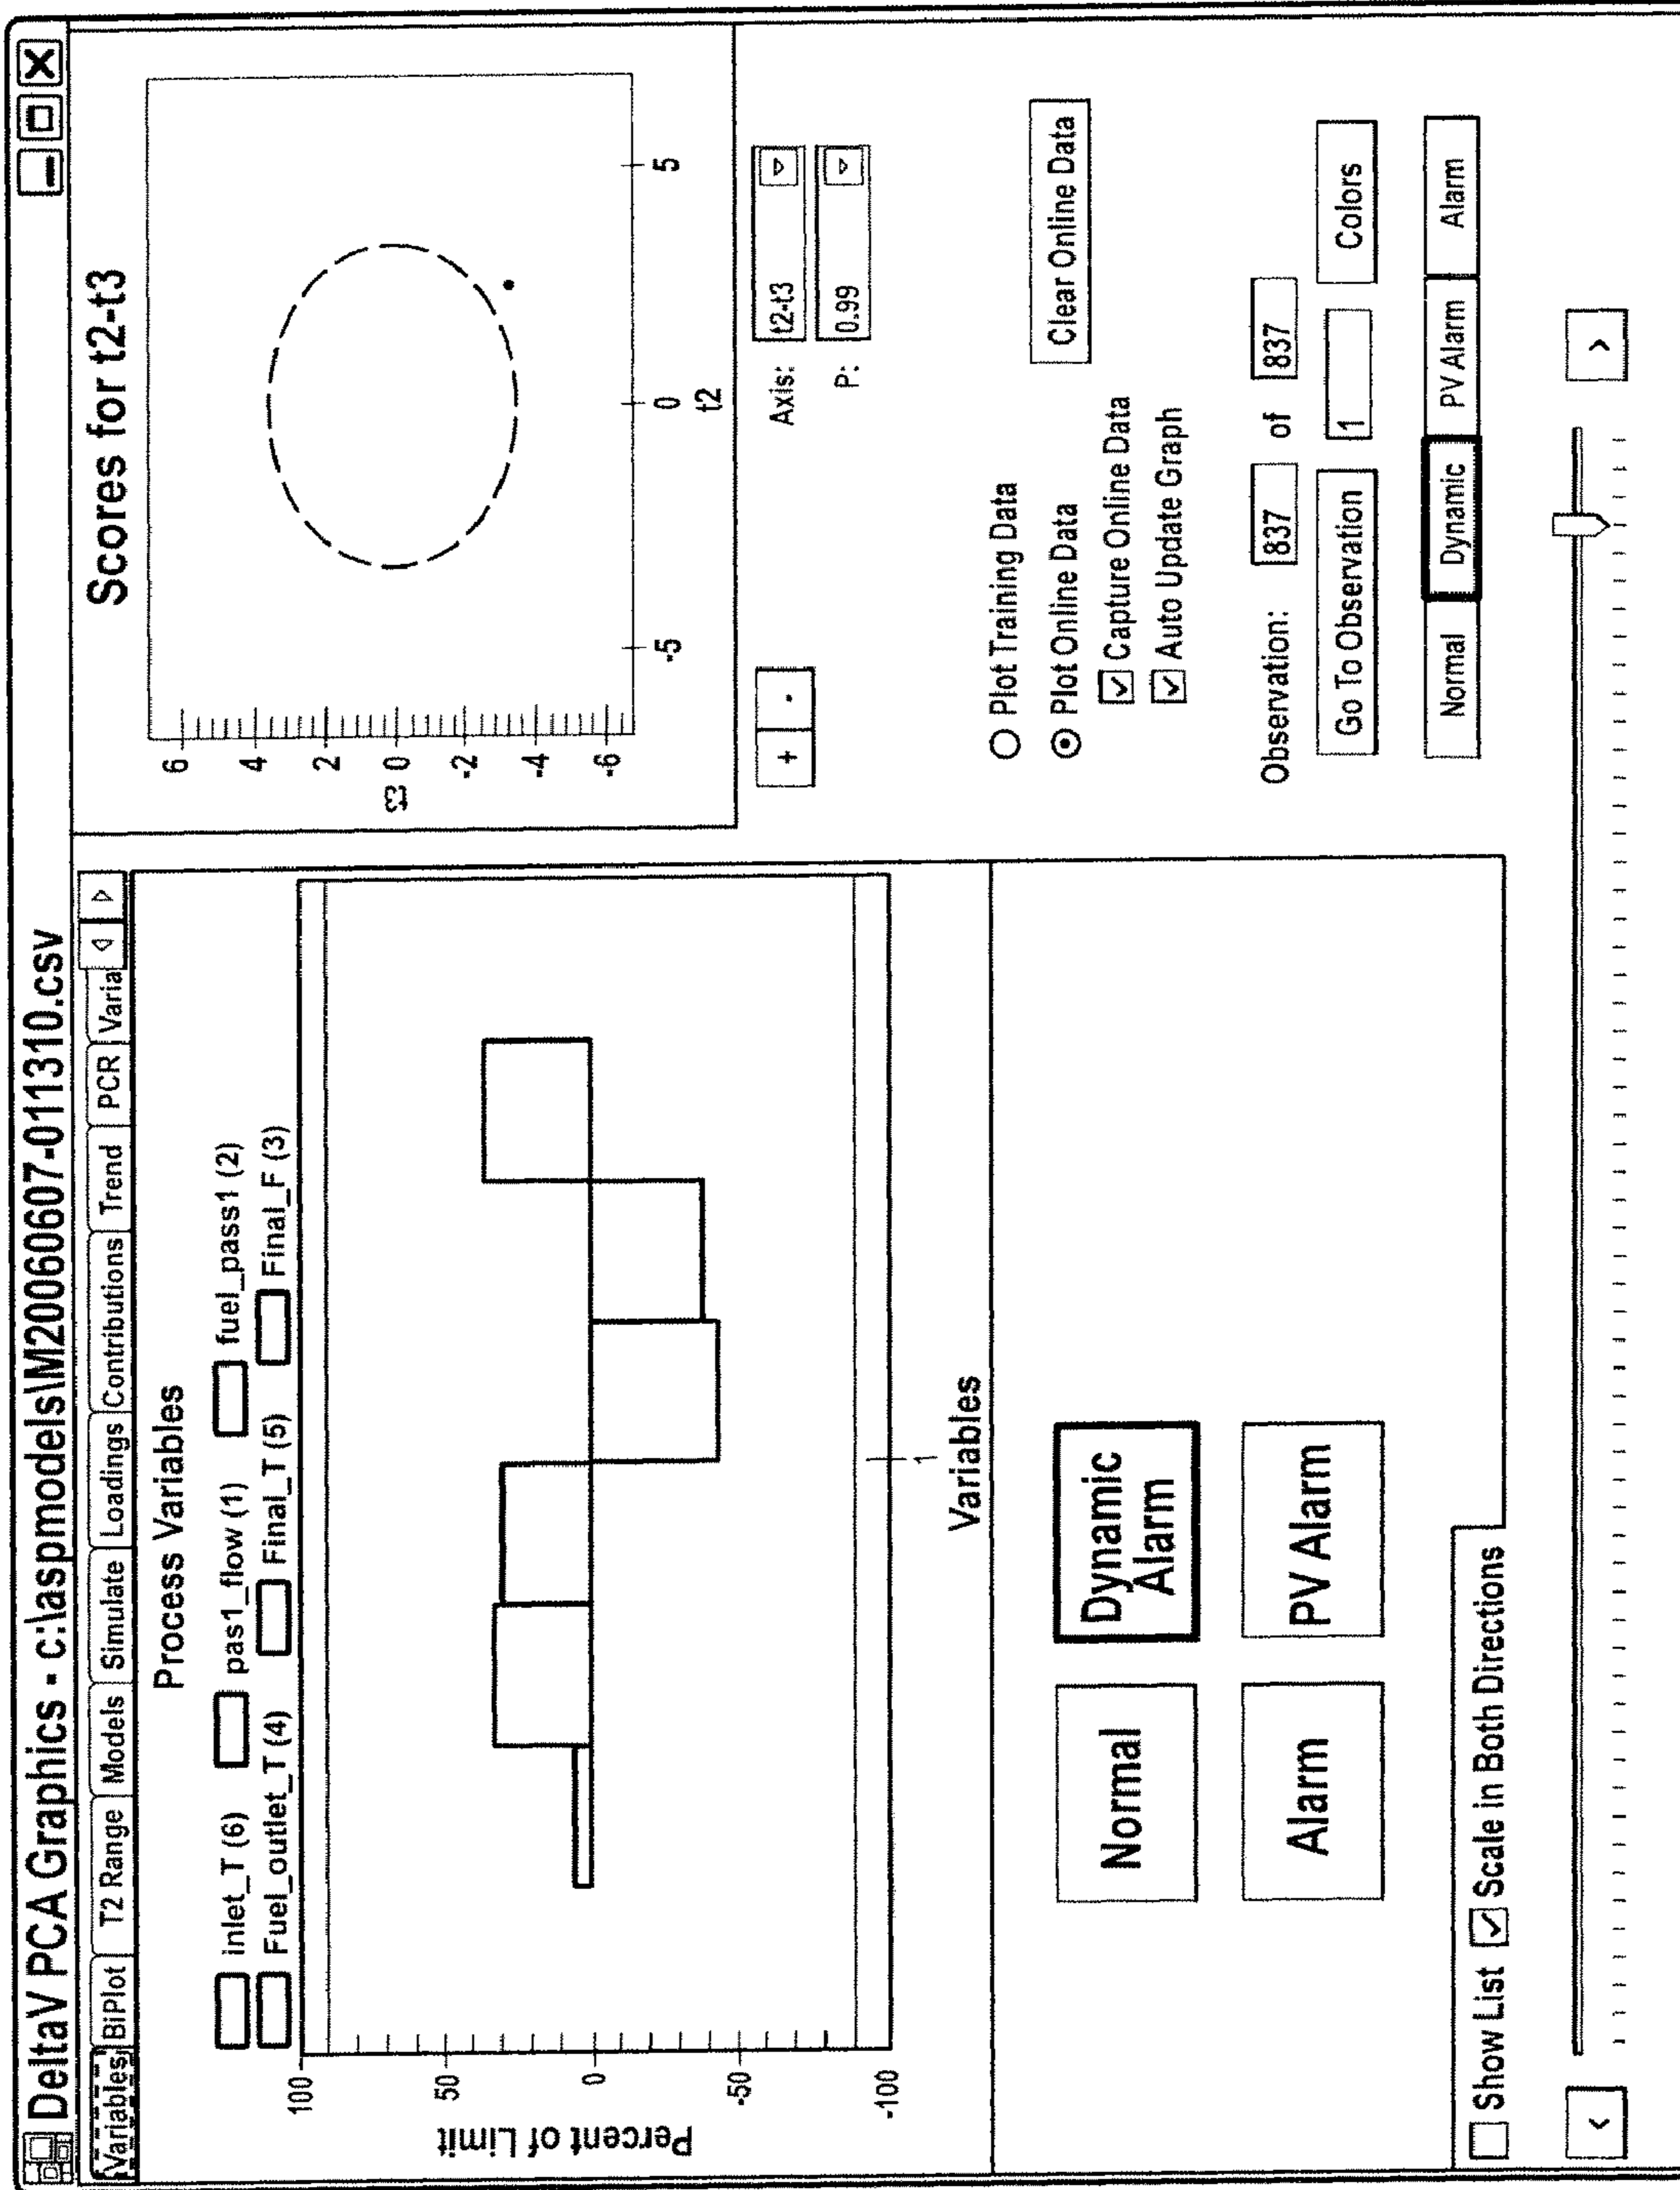 DeltaV PCA Graphics - c:\aspmodels\M20060607-011310.csv
Variables BiPlot T2 Range Models Simulate Loadings Contributions Trend PCR Varia
Process Variables
inlet_T (6) pas1_flow (1) fuel_pass1 (2)
Fuel_outlet_T (4) Final_T (5) Final_F (3)
100
50
0
-50
-100
Percent of Limit
1
Variables
Normal
Dynamic
Alarm
Alarm
PV Alarm
Show List Scale in Both Directions
Scores for t2-t3
6
4
2
0
-2
-4
-6
t3
-5 0 5
t2
+ -
Axis: t2-t3
P: 0.99
Plot Training Data
Plot Online Data
Capture Online Data
Auto Update Graph
Clear Online Data
Observation: 837 of 837
Go To Observation 1 Colors
Normal Dynamic PV Alarm Alarm
< >